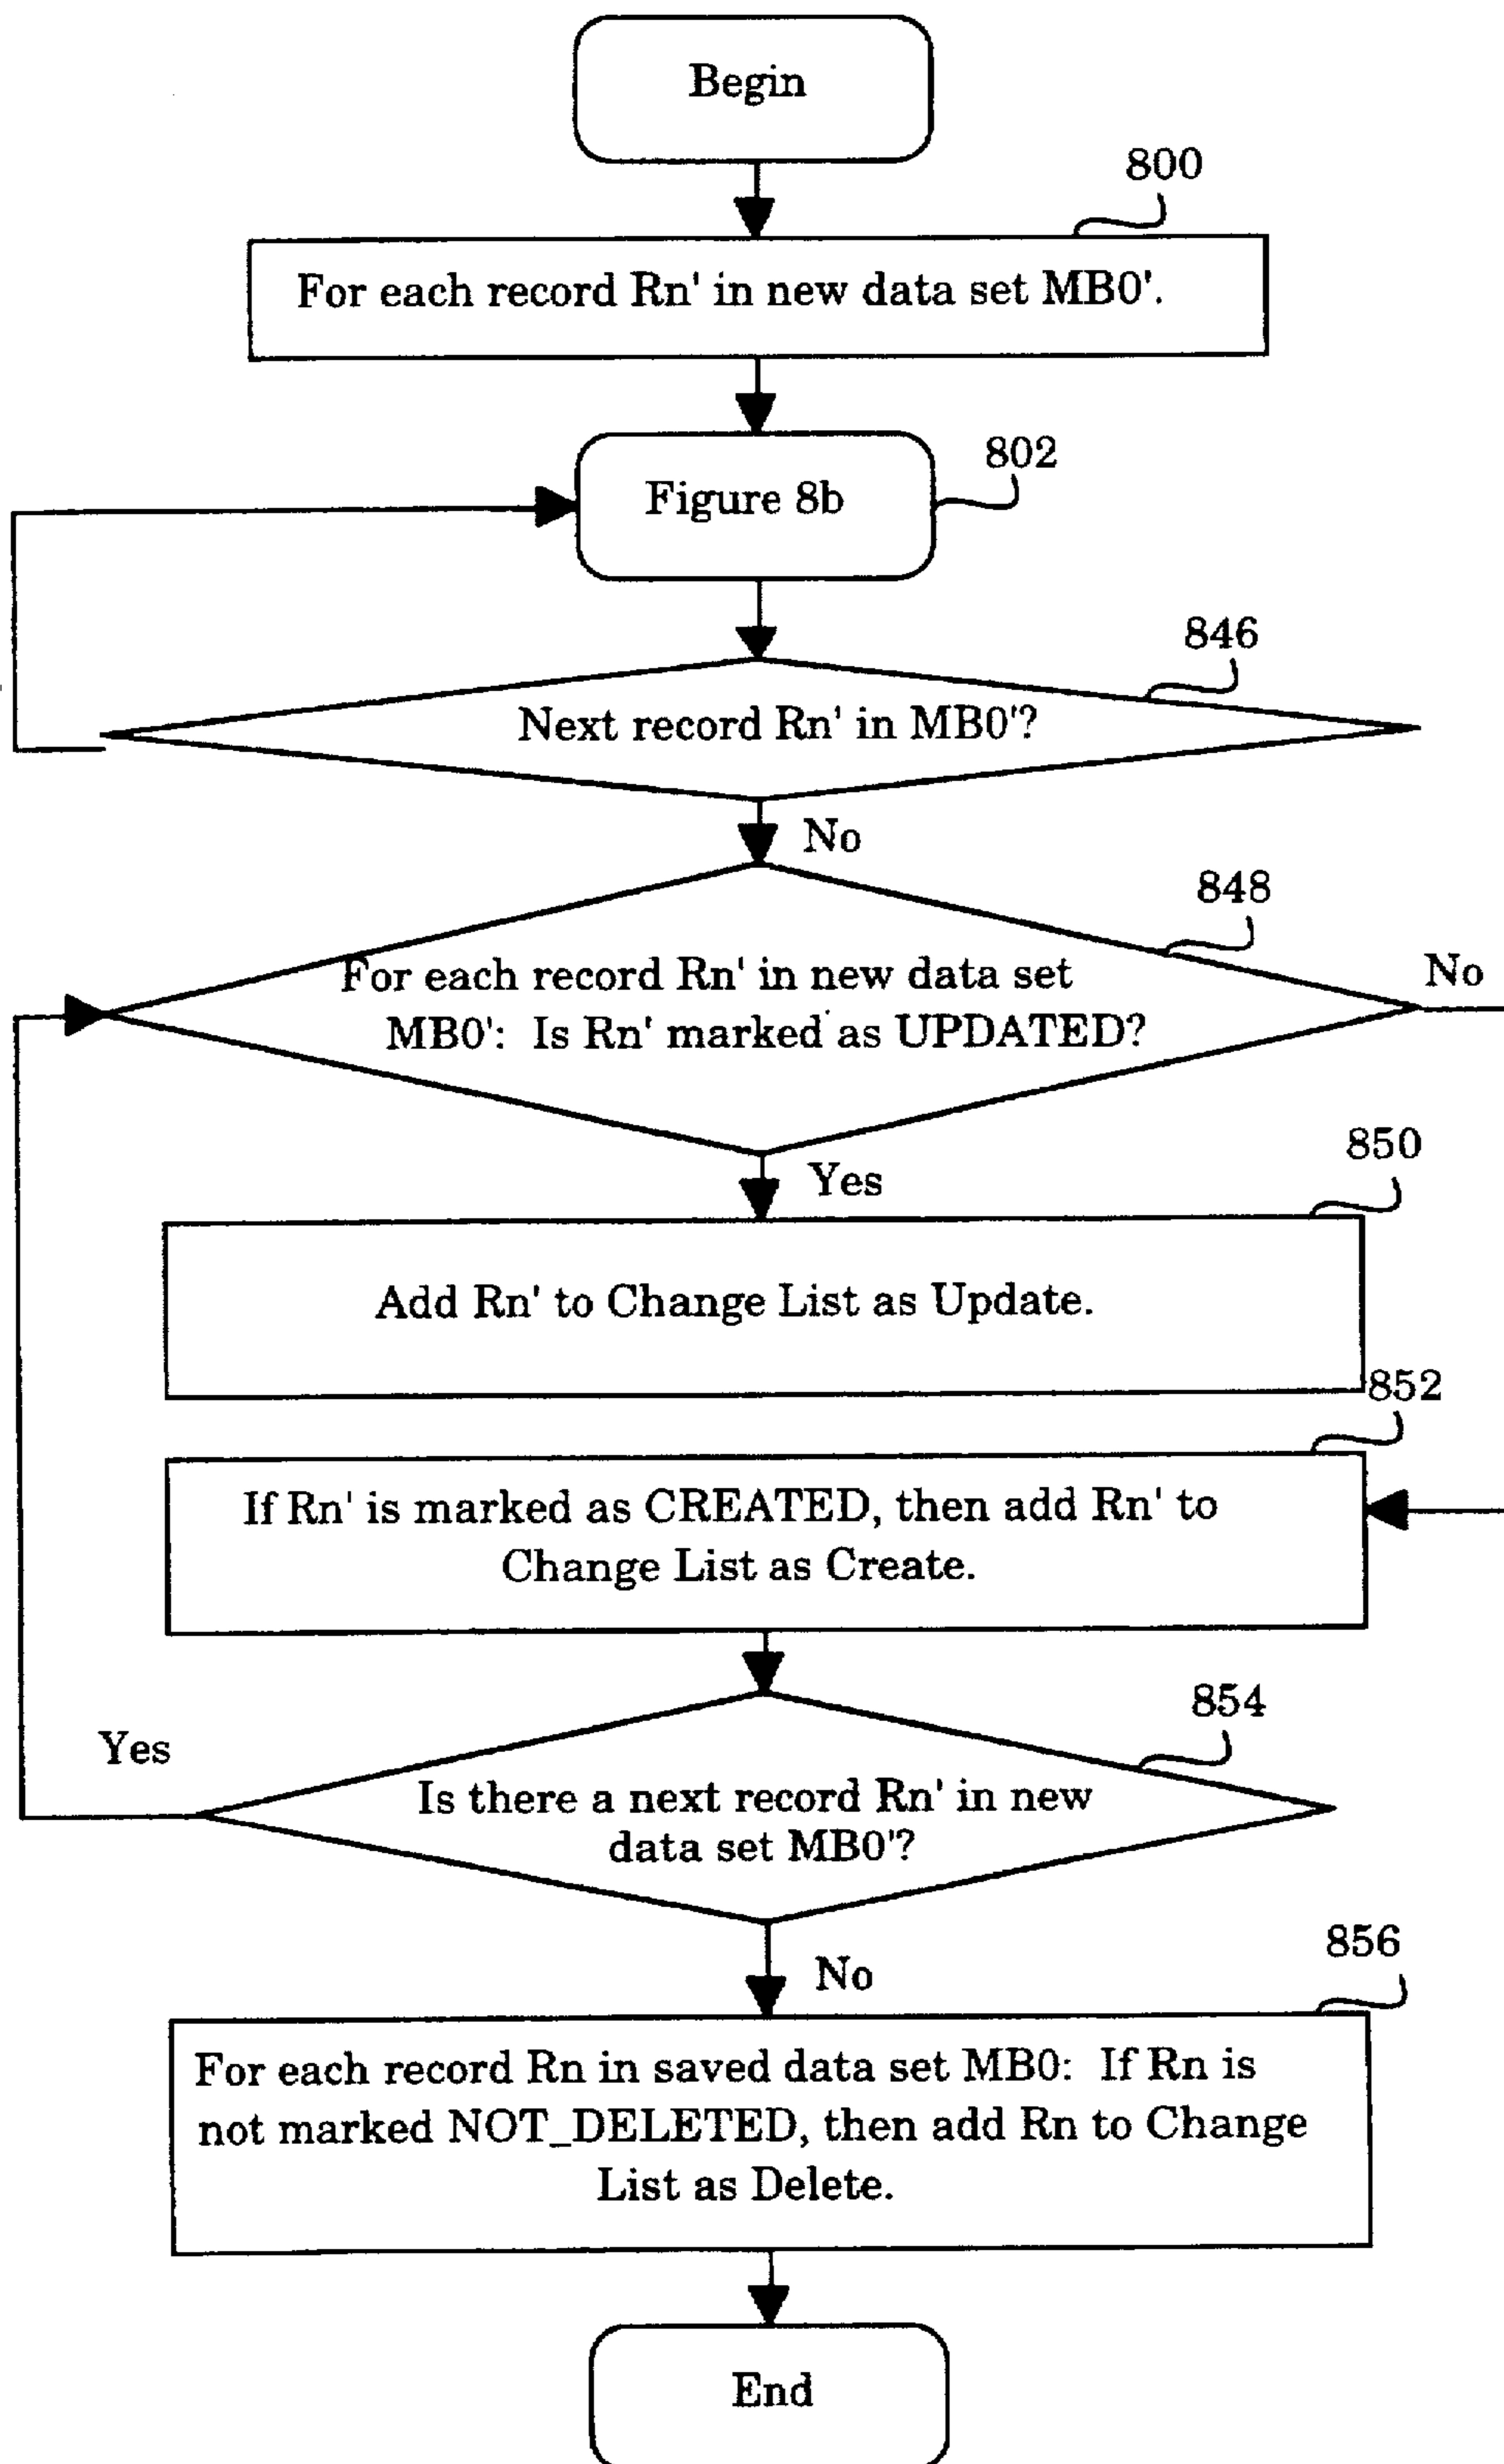 Begin
800
For each record Rn' in new data set MB0'.
802
Figure 8b
846
Next record Rn' in MB0'?
No
848
For each record Rn' in new data set
MB0': Is Rn' marked as UPDATED?
No
Yes
850
Add Rn' to Change List as Update.
852
If Rn' is marked as CREATED, then add Rn' to
Change List as Create.
854
Yes
Is there a next record Rn' in new
data set MB0'?
No
856
For each record Rn in saved data set MB0: If Rn is
not marked NOT_DELETED, then add Rn to Change
List as Delete.
End